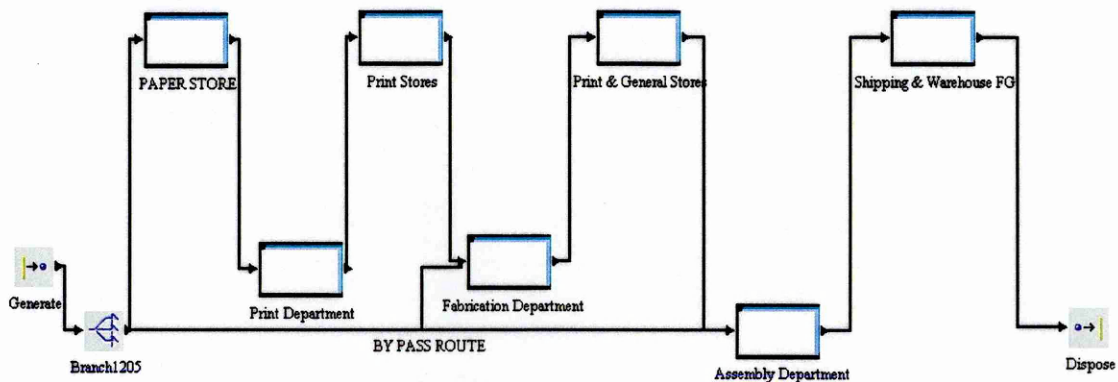 PAPER STORE
Print Stores
Print & General Stores
Shipping & Warehouse FG
Generate
Print Department
Fabrication Department
BY PASS ROUTE
Branch1205
Assembly Department
Dispose